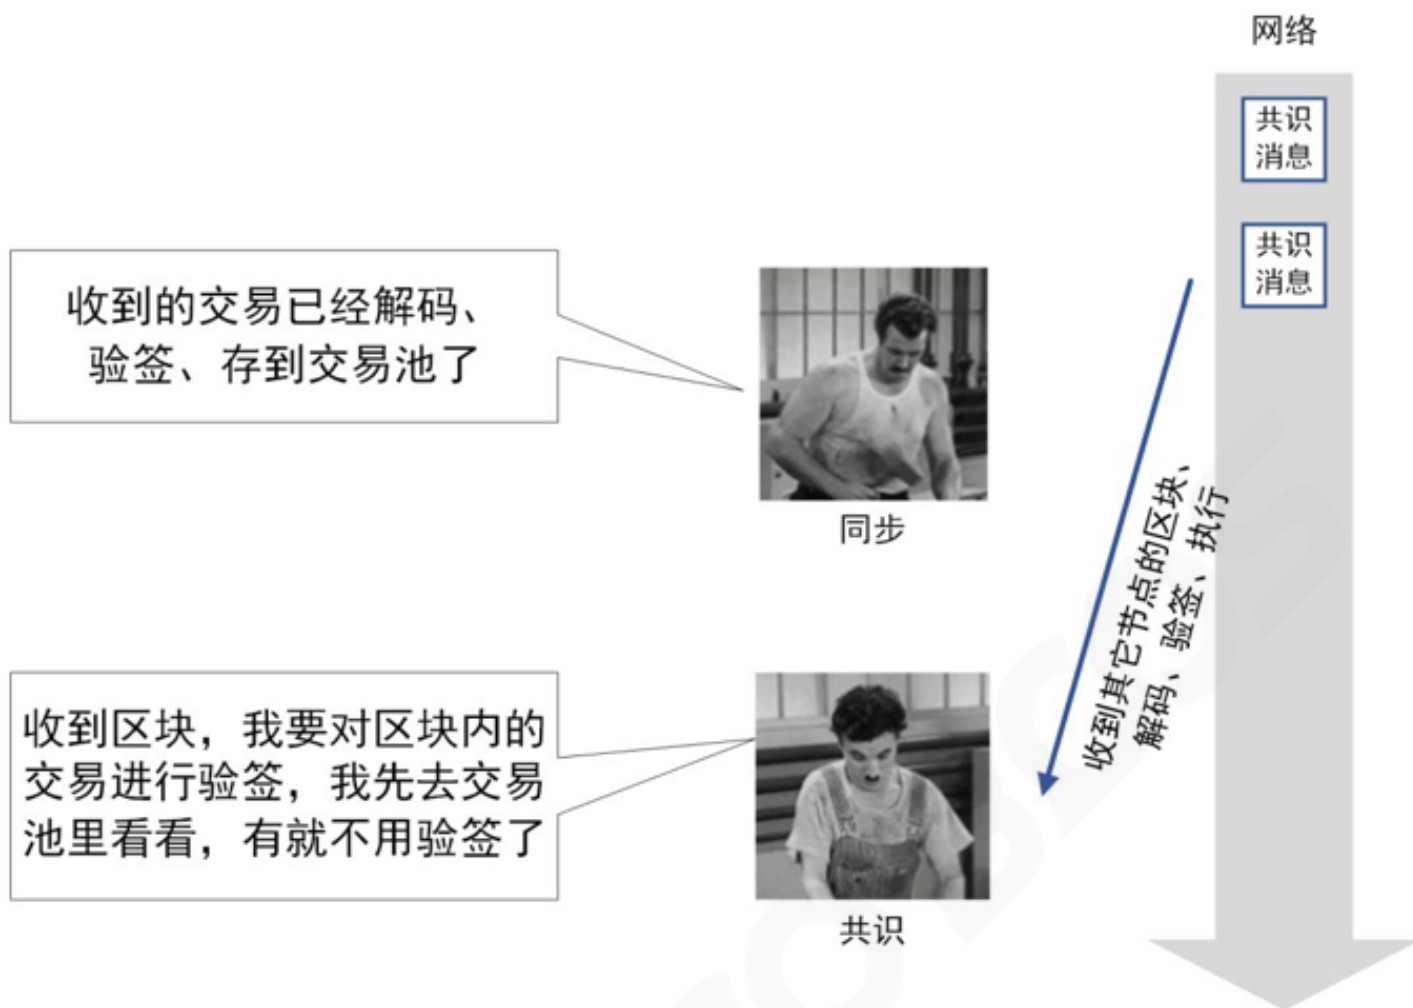 网络
共识
消息
共识
消息
收到的交易已经解码、
验签、存到交易池了
同步
收到其它节点的区块、
解码、验签、执行
收到区块，我要对区块内的
交易进行验签，我先去交易
池里看看，有就不用验签了
共识